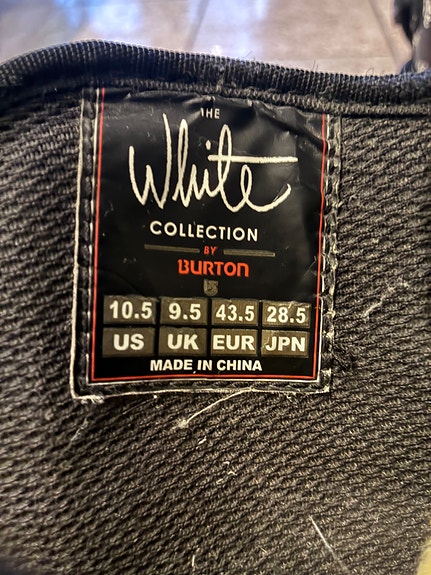 THE
White
COLLECTION
BY
BURTON
10.5 9.5 43.5 28.5
US UK EUR JPN
MADE IN CHINA